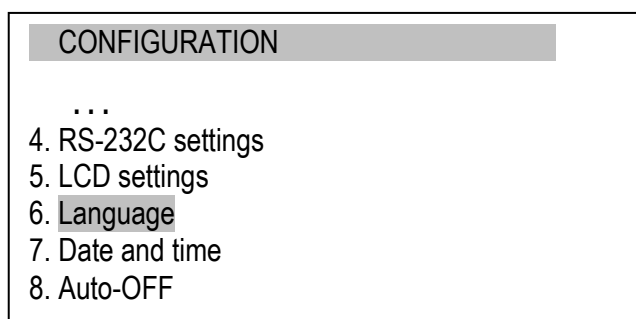 CONFIGURATION
...
4. RS-232C settings
5. LCD settings
6. Language
7. Date and time
8. Auto-OFF